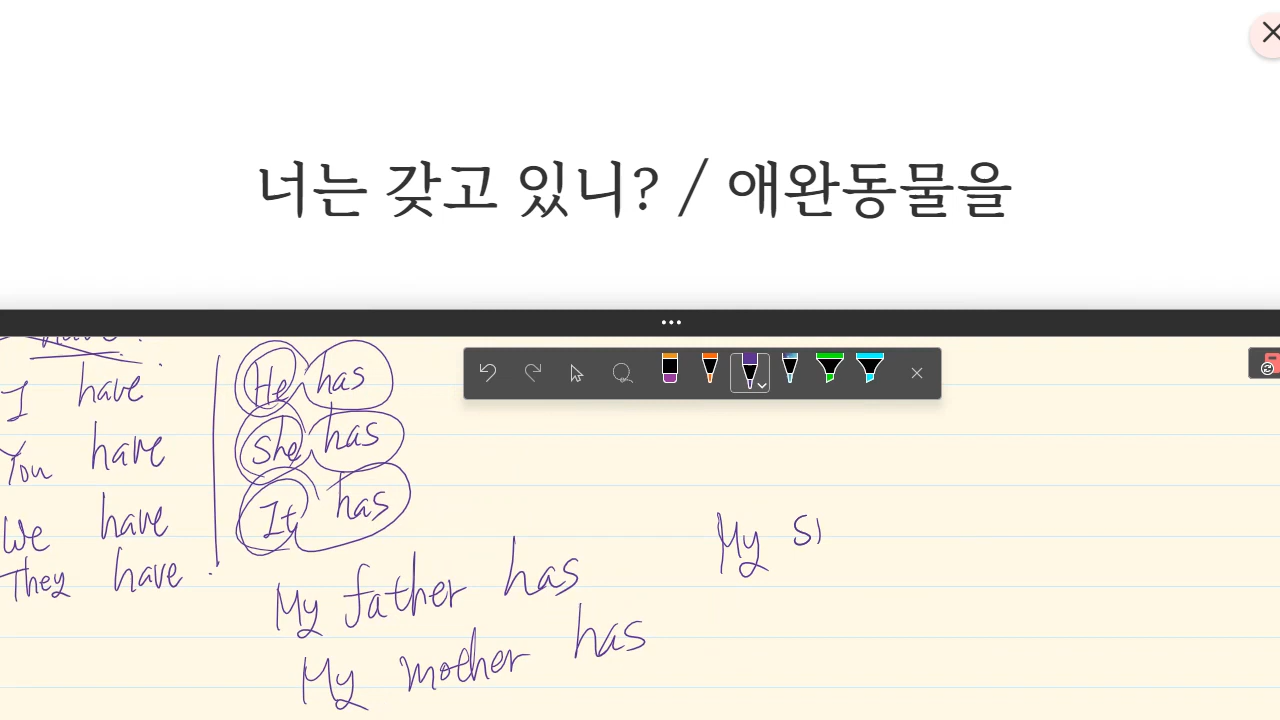 너는 갖고 있니? / 애완동물을
I have
You have
We have
They have.
He has
She has
It has
My father has
My mother has
My